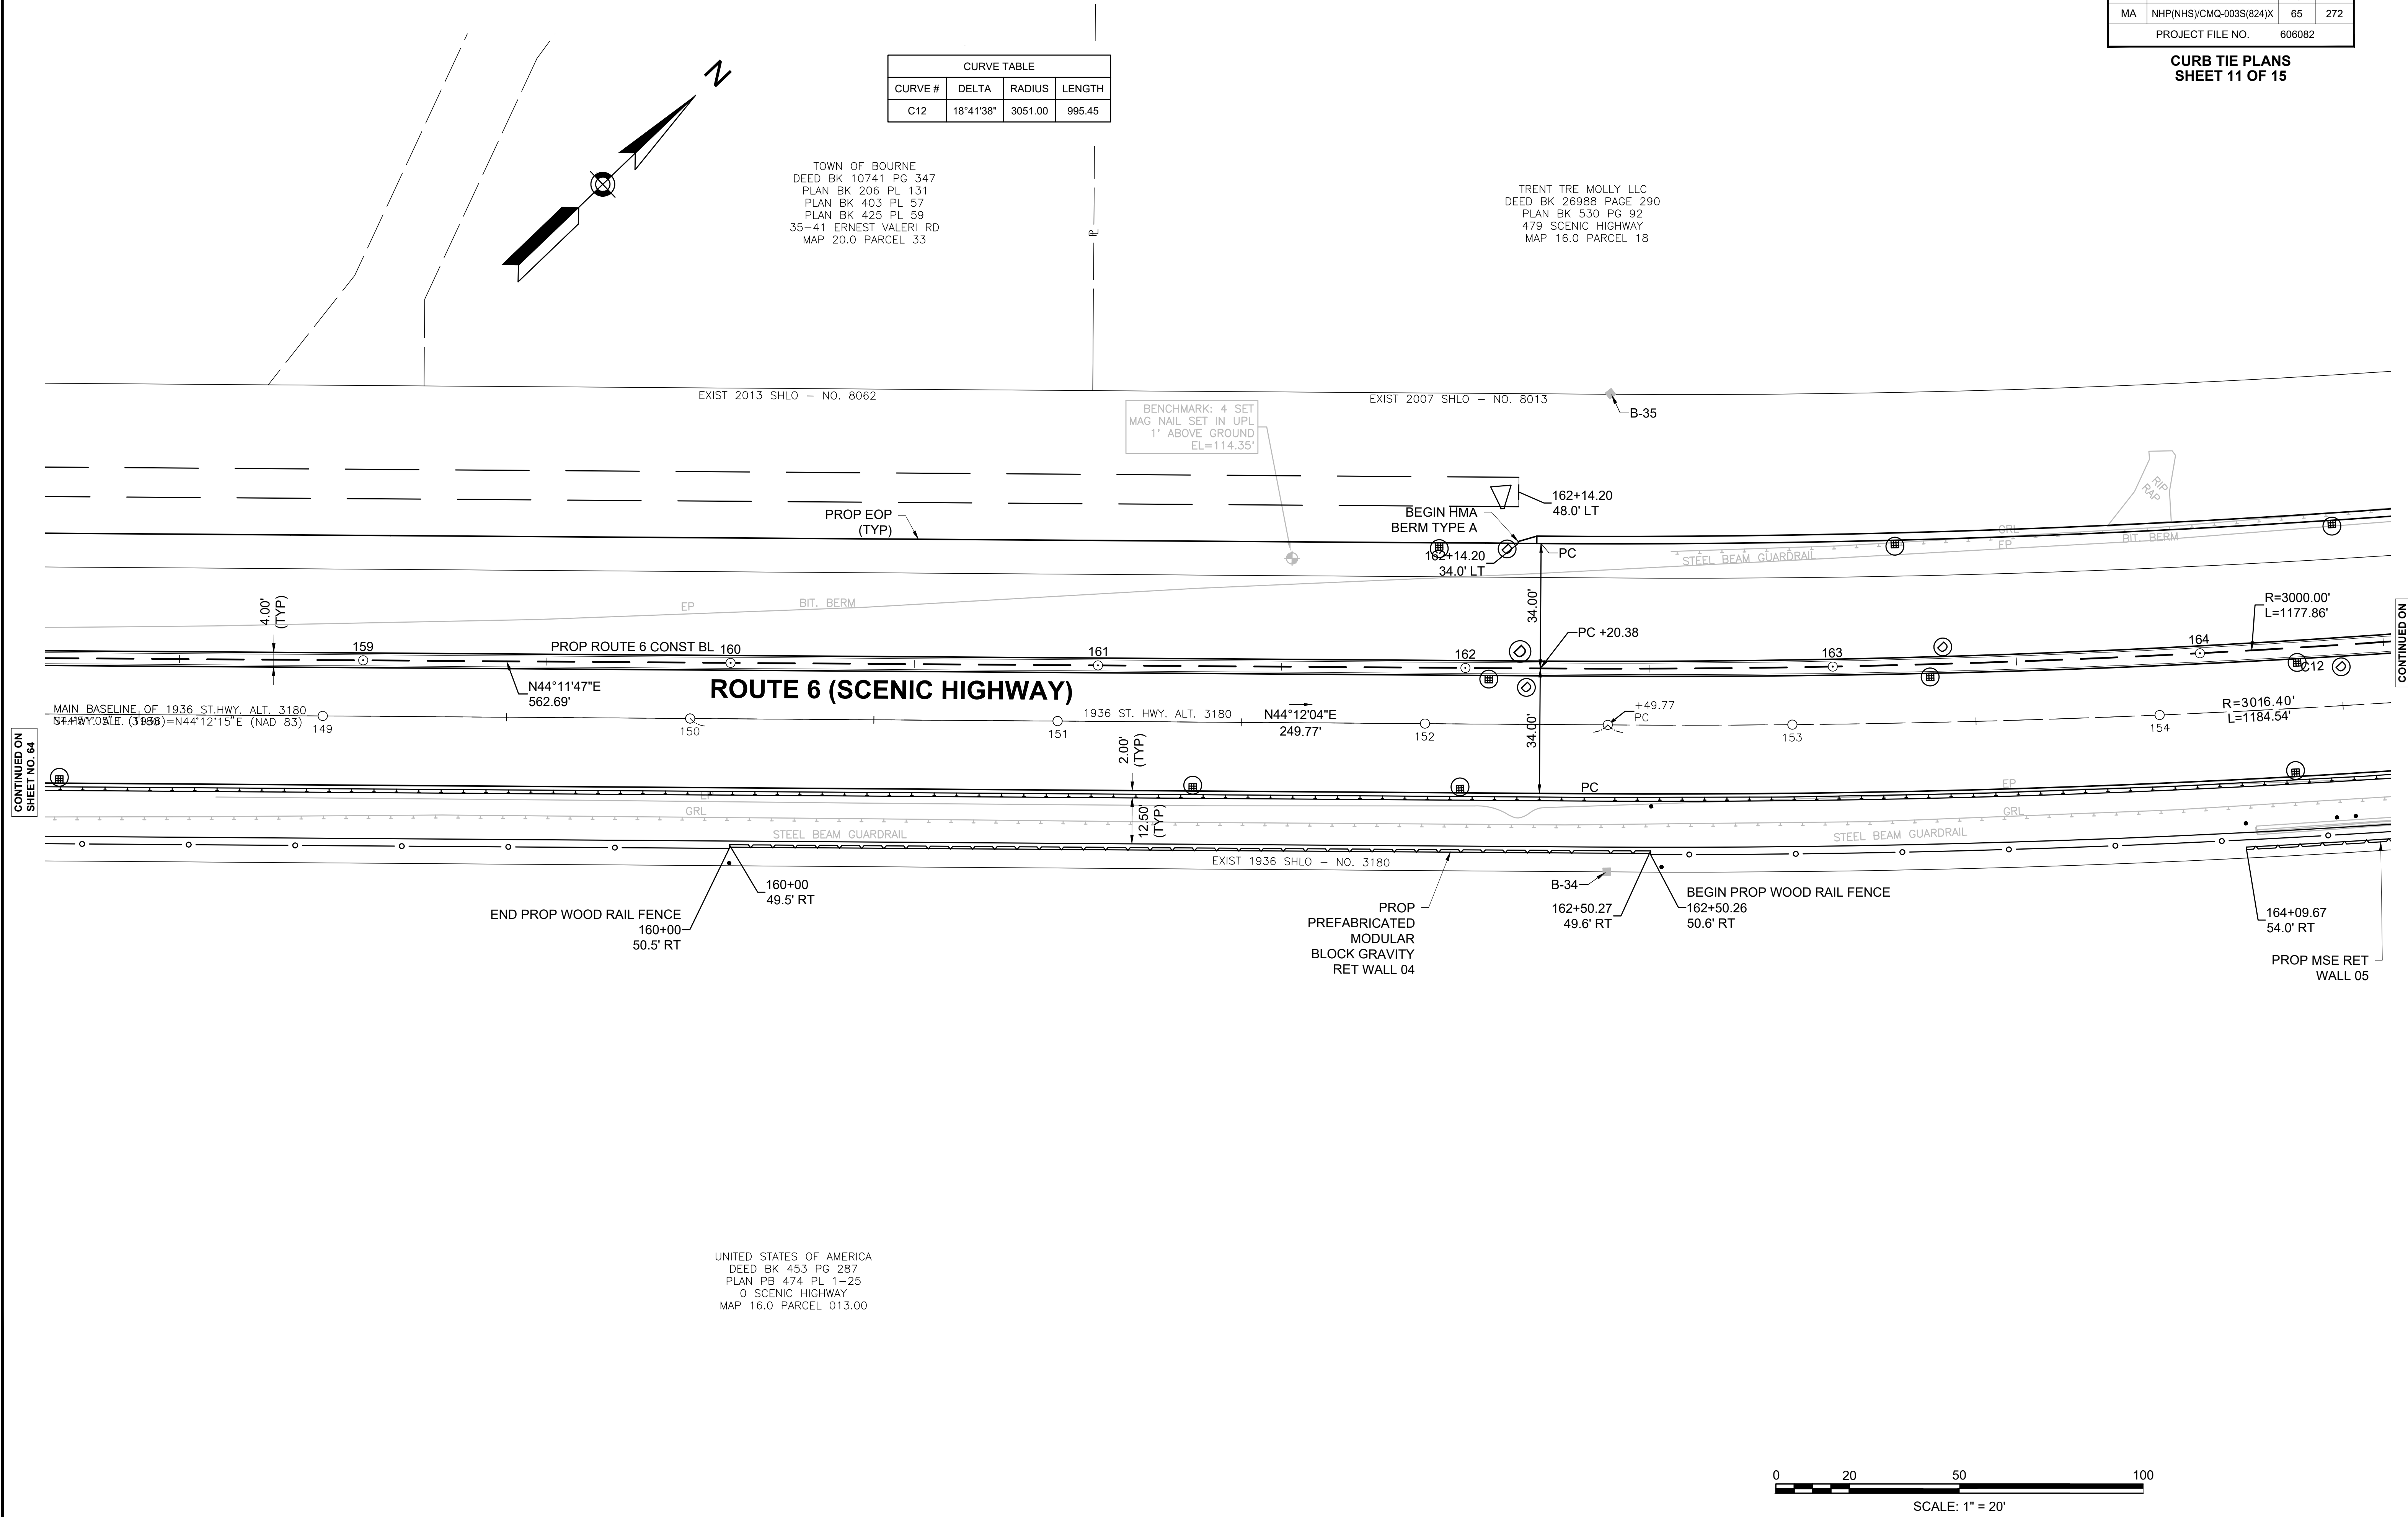 MA NHP(NHS)/CMQ-003S(824)X 65 272
PROJECT FILE NO. 606082
CURB TIE PLANS
SHEET 11 OF 15
N
CURVE TABLE
CURVE # DELTA RADIUS LENGTH
C12 18°41'38" 3051.00 995.45
TOWN OF BOURNE
DEED BK 10741 PG 347
PLAN BK 206 PL 131
PLAN BK 403 PL 57
PLAN BK 425 PL 59
35-41 ERNEST VALERI RD
MAP 20.0 PARCEL 33
TRENT TRE MOLLY LLC
DEED BK 26988 PAGE 290
PLAN BK 530 PG 92
479 SCENIC HIGHWAY
MAP 16.0 PARCEL 18
PL
EXIST 2013 SHLO - NO. 8062
EXIST 2007 SHLO - NO. 8013
B-35
BENCHMARK: 4 SET
MAG NAIL SET IN UPL
1' ABOVE GROUND
EL=114.35'
RIP
RAP
162+14.20
48.0' LT
PROP EOP
(TYP)
BEGIN HMA
BERM TYPE A
162+14.20
34.0' LT
PC
GRL
EP
BIT. BERM
STEEL BEAM GUARDRAIL
EP
BIT. BERM
4.00'
(TYP)
34.00'
R=3000.00'
L=1177.86'
CONTINUED ON
159
PROP ROUTE 6 CONST BL
160
161
162
163
164
PC +20.38
C12
N44°11'47"E
562.69'
ROUTE 6 (SCENIC HIGHWAY)
MAIN BASELINE OF 1936 ST.HWY. ALT. 3180
=N44°12'15"E (NAD 83)
149
150
151
1936 ST. HWY. ALT. 3180
N44°12'04"E
249.77'
152
+49.77
PC
153
154
R=3016.40'
L=1184.54'
CONTINUED ON
SHEET NO. 64
2.00'
(TYP)
34.00'
PC
EP
EP
GRL
GRL
12.50'
(TYP)
STEEL BEAM GUARDRAIL
STEEL BEAM GUARDRAIL
EXIST 1936 SHLO - NO. 3180
160+00
49.5' RT
END PROP WOOD RAIL FENCE
160+00
50.5' RT
PROP
PREFABRICATED
MODULAR
BLOCK GRAVITY
RET WALL 04
B-34
162+50.27
49.6' RT
BEGIN PROP WOOD RAIL FENCE
162+50.26
50.6' RT
164+09.67
54.0' RT
PROP MSE RET
WALL 05
UNITED STATES OF AMERICA
DEED BK 453 PG 287
PLAN PB 474 PL 1-25
0 SCENIC HIGHWAY
MAP 16.0 PARCEL 013.00
0 20 50 100
SCALE: 1" = 20'